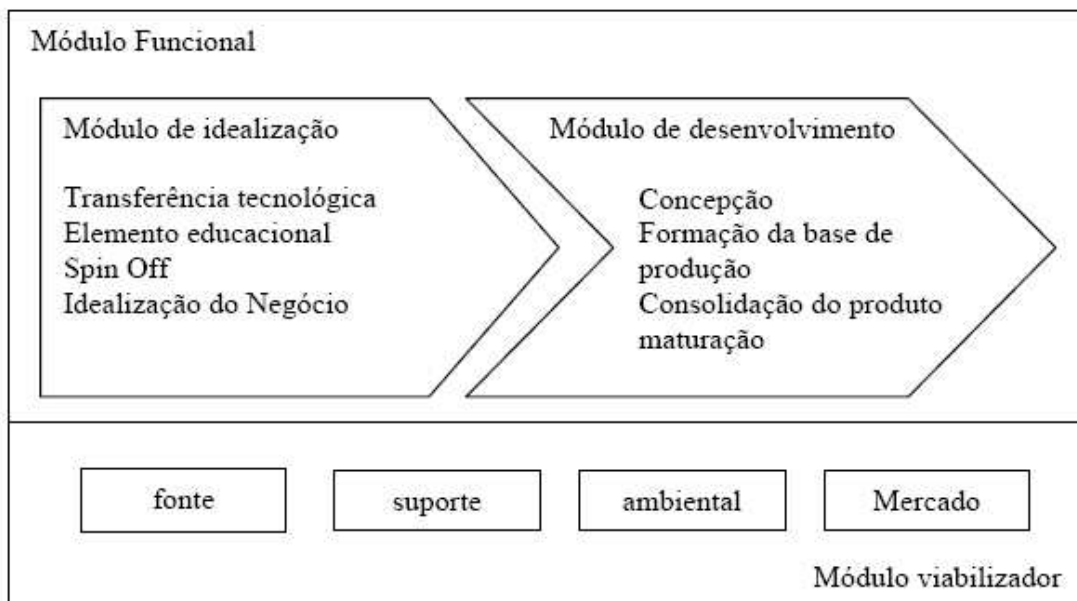 Módulo Funcional
Módulo de idealização
Transferência tecnológica
Elemento educacional
Spin Off
Idealização do Negócio
Módulo de desenvolvimento
Concepção
Formação da base de
produção
Consolidação do produto
maturação
fonte
suporte
ambiental
Mercado
Módulo viabilizador